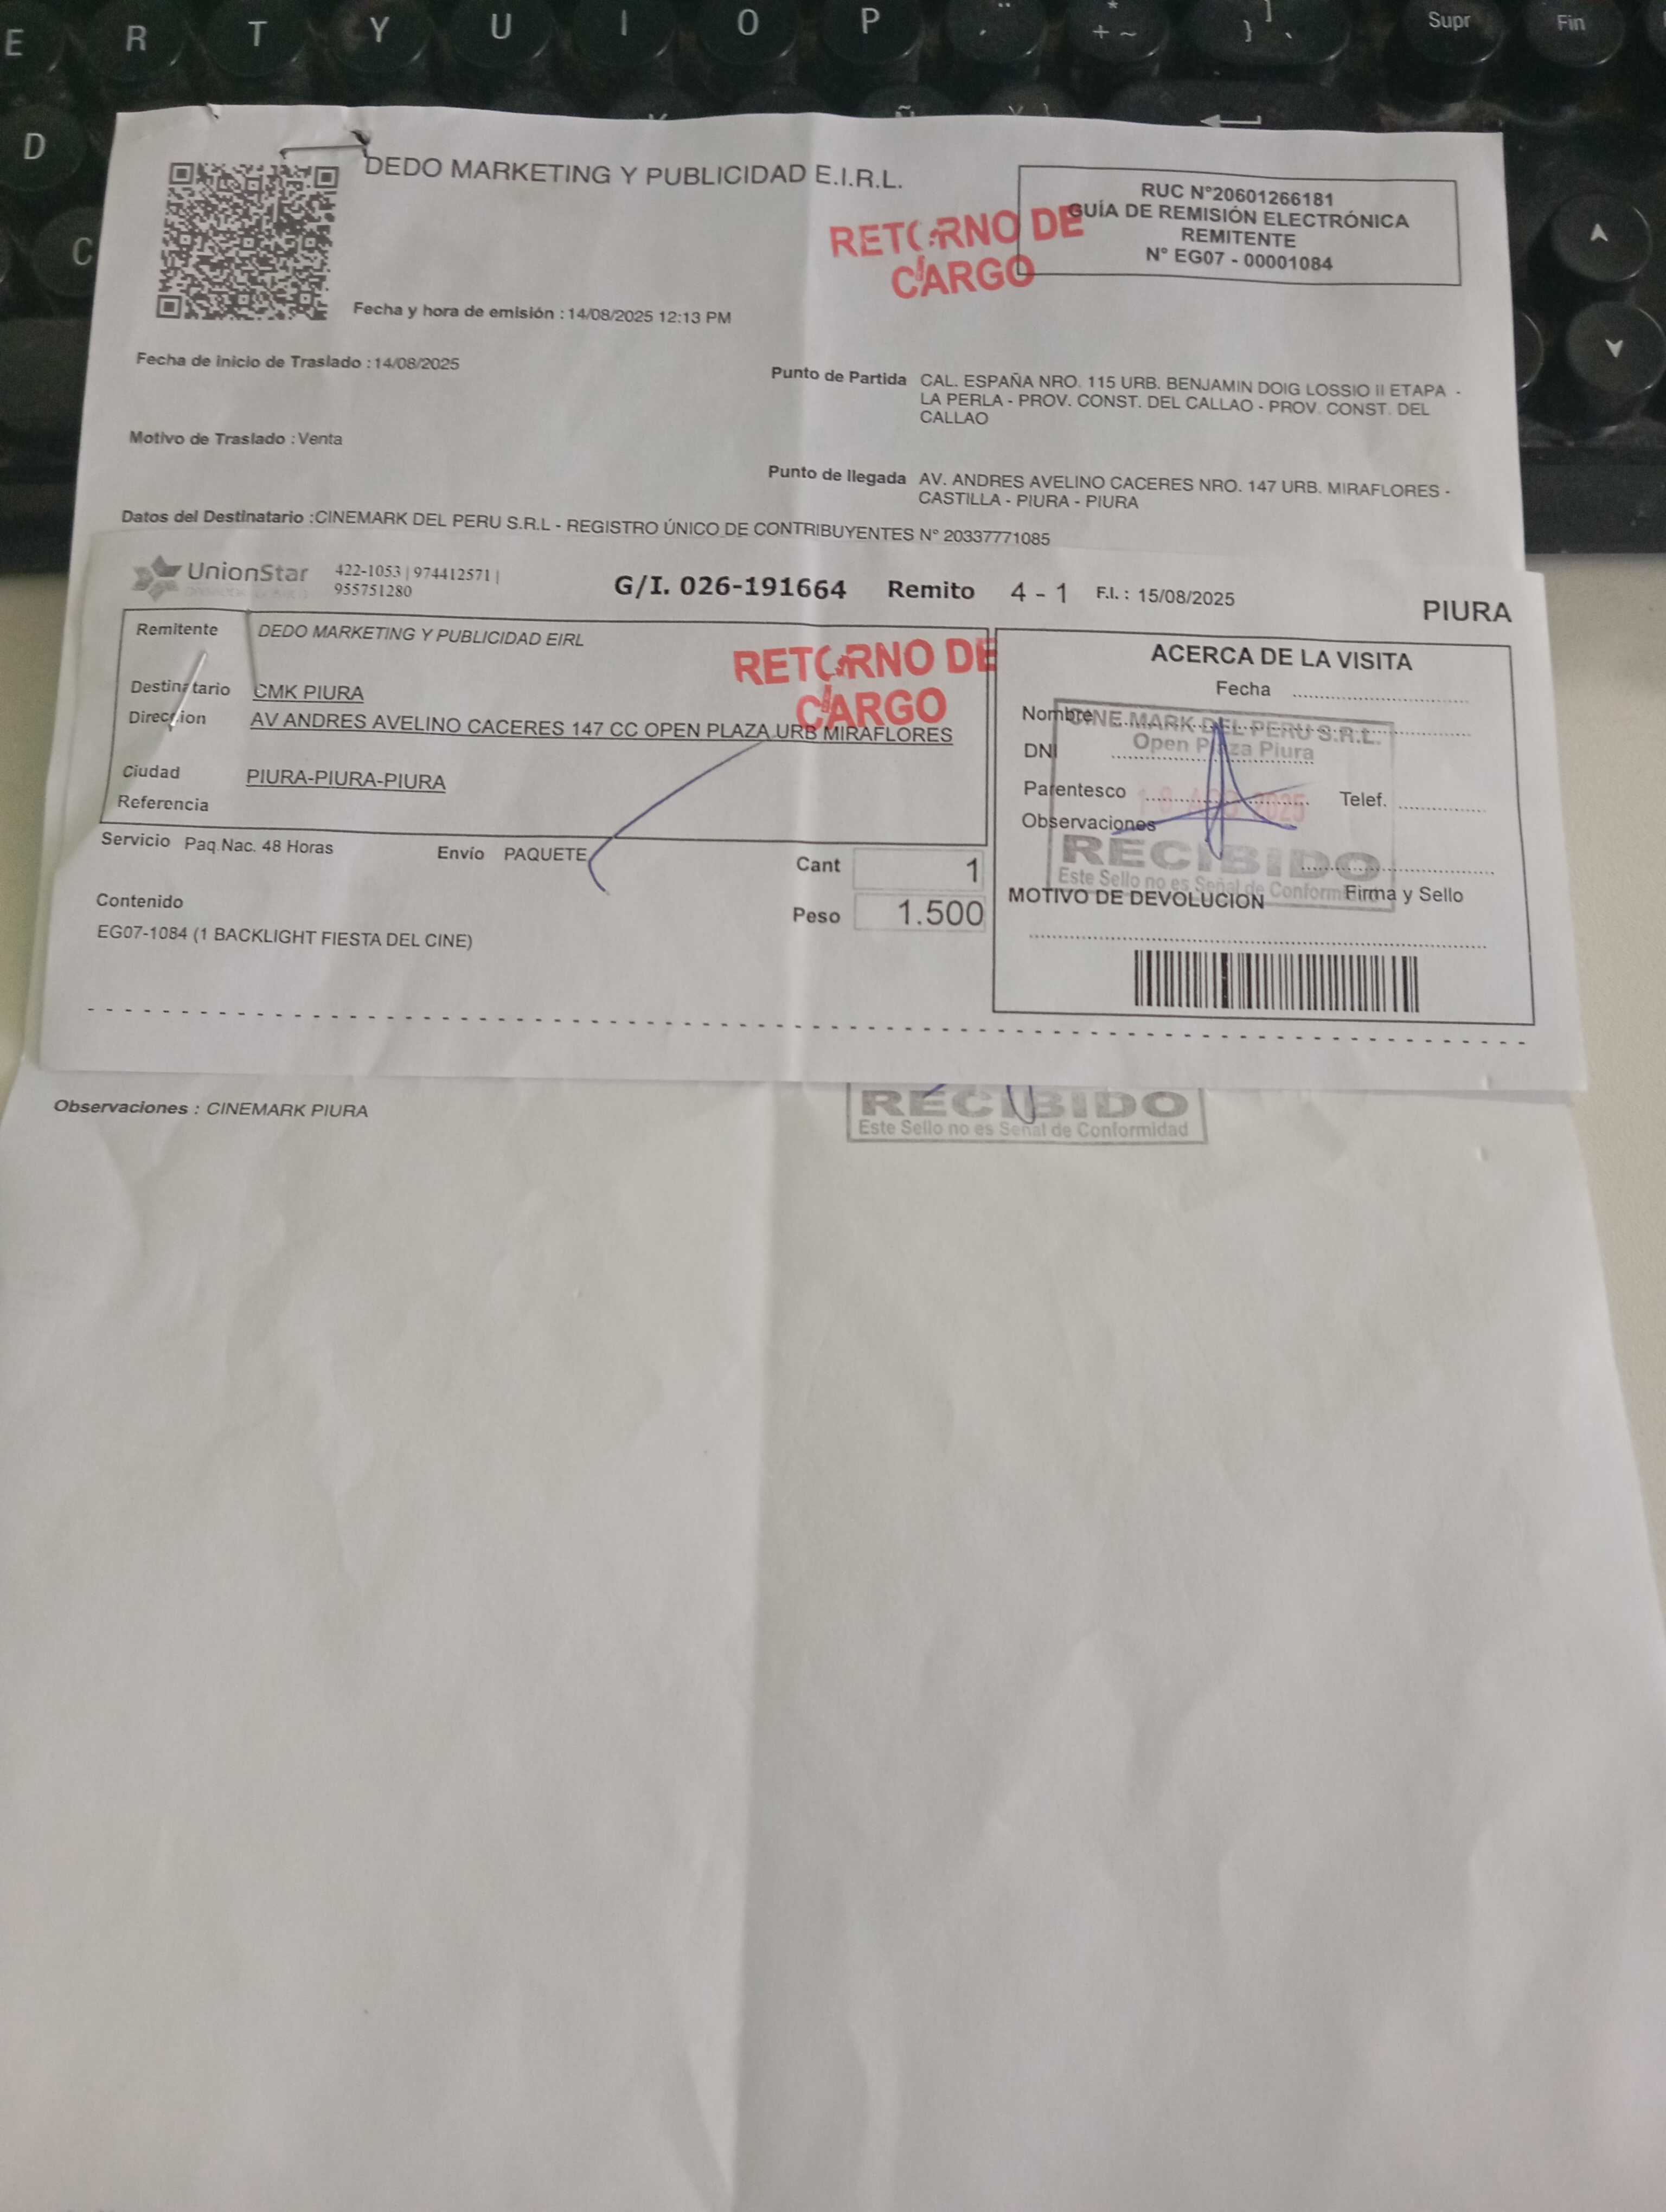 E R T Y U I O P
+ * ~
} ] `
Supr
Fin
D
Ñ
C
DEDO MARKETING Y PUBLICIDAD E.I.R.L.
RUC N°20601266181
GUÍA DE REMISIÓN ELECTRÓNICA
REMITENTE
N° EG07 - 00001084
RETORNO DE
CARGO
Fecha y hora de emisión : 14/08/2025 12:13 PM
Fecha de inicio de Traslado : 14/08/2025
Punto de Partida CAL. ESPAÑA NRO. 115 URB. BENJAMIN DOIG LOSSIO II ETAPA -
LA PERLA - PROV. CONST. DEL CALLAO - PROV. CONST. DEL
CALLAO
Motivo de Traslado : Venta
Punto de llegada AV. ANDRES AVELINO CACERES NRO. 147 URB. MIRAFLORES -
CASTILLA - PIURA - PIURA
Datos del Destinatario :CINEMARK DEL PERU S.R.L - REGISTRO ÚNICO DE CONTRIBUYENTES N° 20337771085
UnionStar
422-1053 | 974412571 |
955751280
G/I. 026-191664 Remito 4 - 1 F.I. : 15/08/2025
PIURA
Remitente DEDO MARKETING Y PUBLICIDAD EIRL
RETORNO DE
CARGO
Destinatario CMK PIURA
Direccion AV ANDRES AVELINO CACERES 147 CC OPEN PLAZA URB MIRAFLORES
Ciudad PIURA-PIURA-PIURA
Referencia
Servicio Paq.Nac. 48 Horas
Envío PAQUETE
Cant 1
Peso 1.500
Contenido
EG07-1084 (1 BACKLIGHT FIESTA DEL CINE)
ACERCA DE LA VISITA
Fecha
Nombre
CINE MARK DEL PERU S.R.L.
Open Plaza Piura
DNI
Parentesco
Telef.
2025
Observaciones
RECIBIDO
Este Sello no es Señal de Conform
Firma y Sello
MOTIVO DE DEVOLUCION
Observaciones : CINEMARK PIURA
RECIBIDO
Este Sello no es Señal de Conformidad